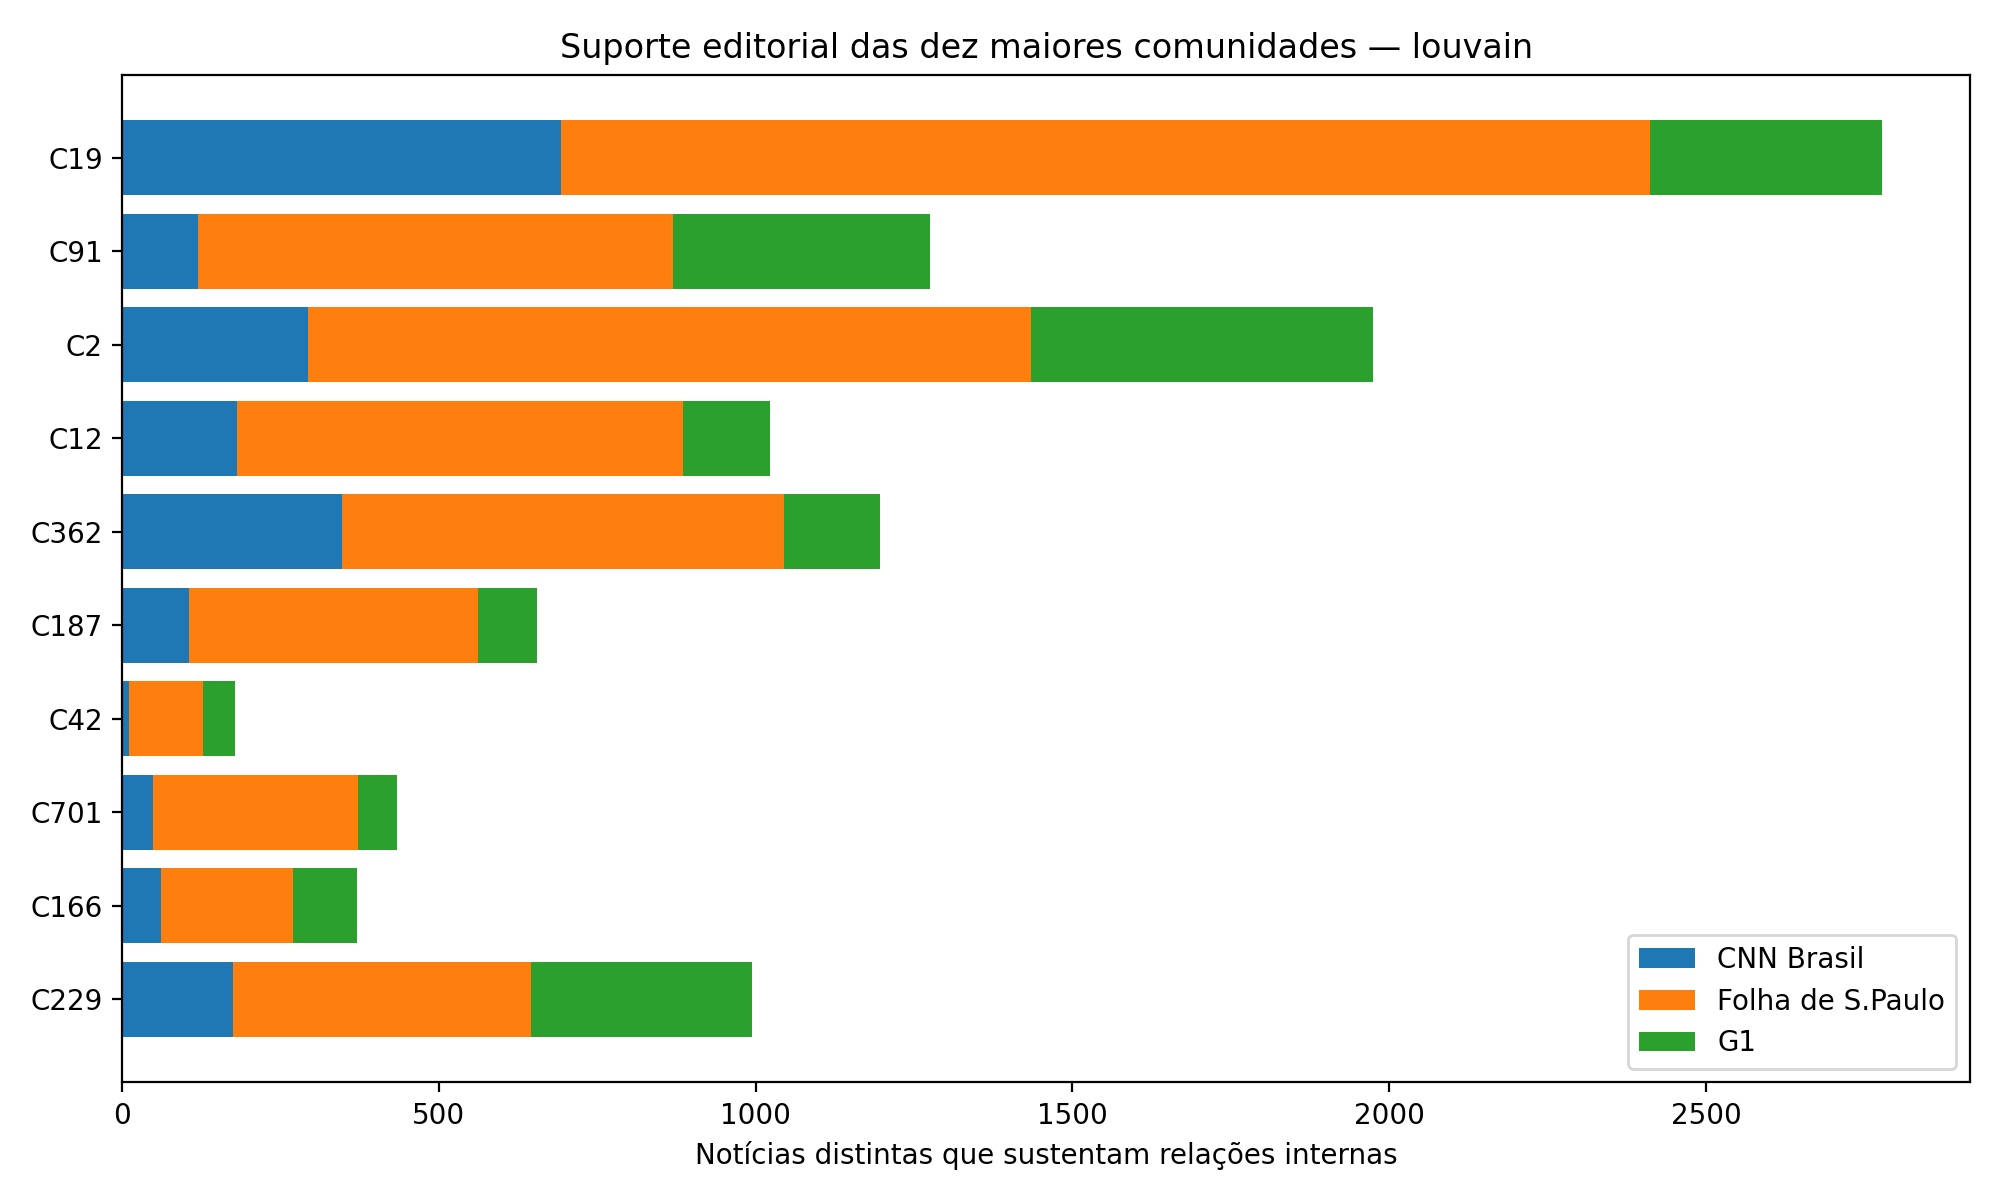 Suporte editorial das dez maiores comunidades — louvain
C19
C91
C2
C12
C362
C187
C42
C701
C166
C229
CNN Brasil
Folha de S.Paulo
G1
0 500 1000 1500 2000 2500
Notícias distintas que sustentam relações internas